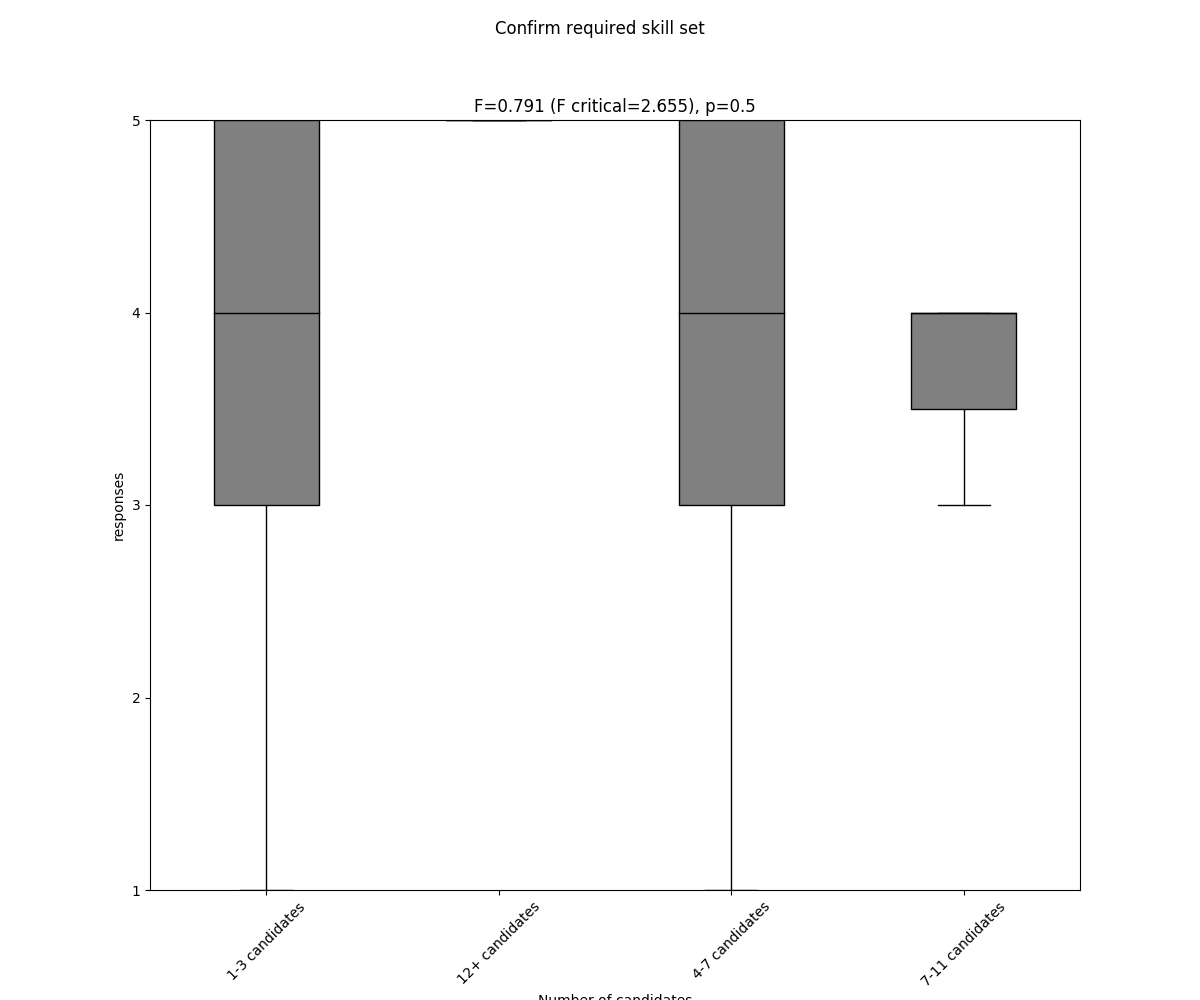 Confirm required skill set
F=0.791 (F critical=2.655), p=0.5
5
4
3
2
1
responses
1-3 candidates
12+ candidates
4-7 candidates
7-11 candidates
Number of candidates